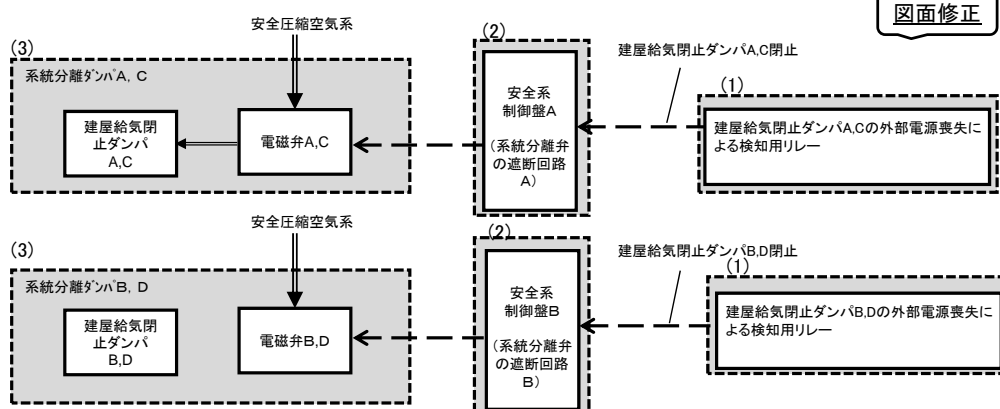 図面修正
安全圧縮空気系
(3)
系統分離ﾀﾞﾝﾊﾟA, C
建屋給気閉
止ダンパ
A,C
電磁弁A,C
(2)
安全系
制御盤A
(系統分離弁
の遮断回路
A)
建屋給気閉止ダンパA,C閉止
(1)
建屋給気閉止ダンパA,Cの外部電源喪失に
よる検知用リレー
安全圧縮空気系
(3)
系統分離ﾀﾞﾝﾊﾟB, D
建屋給気閉
止ダンパ
B,D
電磁弁B,D
(2)
安全系
制御盤B
(系統分離弁
の遮断回路
B)
建屋給気閉止ダンパB,D閉止
(1)
建屋給気閉止ダンパB,Dの外部電源喪失に
よる検知用リレー